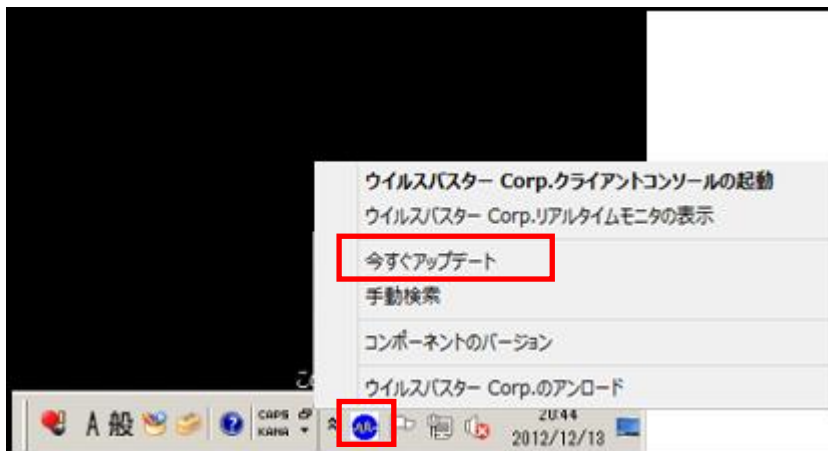 ウイルスバスター Corp.クライアントコンソールの起動
ウイルスバスター Corp.リアルタイムモニタの表示
今すぐアップデート
手動検索
コンポーネントのバージョン
ウイルスバスター Corp.のアンロード
A 般 CAPS
KANA
20:44
2012/12/13